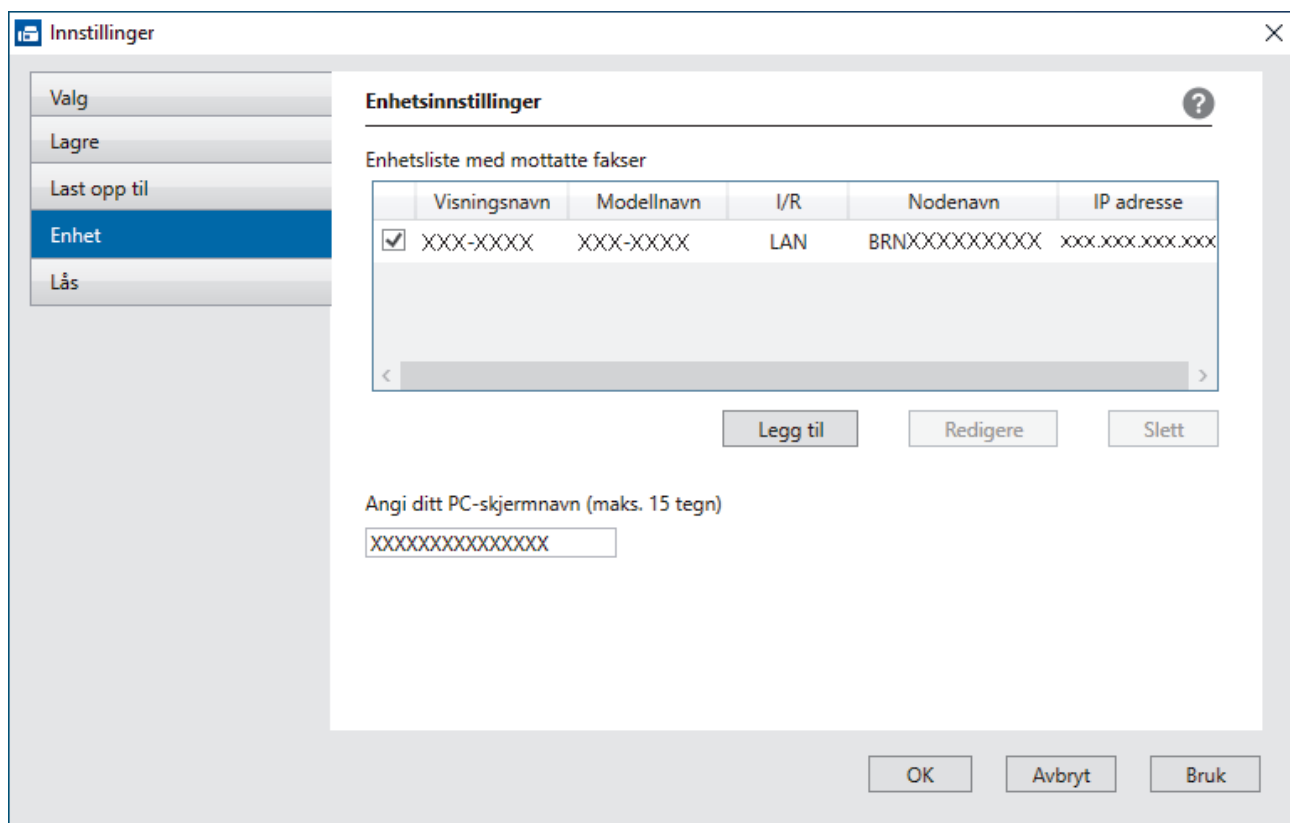 Innstillinger
Valg
Lagre
Last opp til
Enhet
Lås
Enhetsinnstillinger
?
Enhetsliste med mottatte fakser
Visningsnavn Modellnavn I/R Nodenavn IP adresse
XXX-XXXX XXX-XXXX LAN BRNXXXXXXXXX XXX.XXX.XXX.XXX
Legg til Redigere Slett
Angi ditt PC-skjermnavn (maks. 15 tegn)
XXXXXXXXXXXXXXX
OK Avbryt Bruk